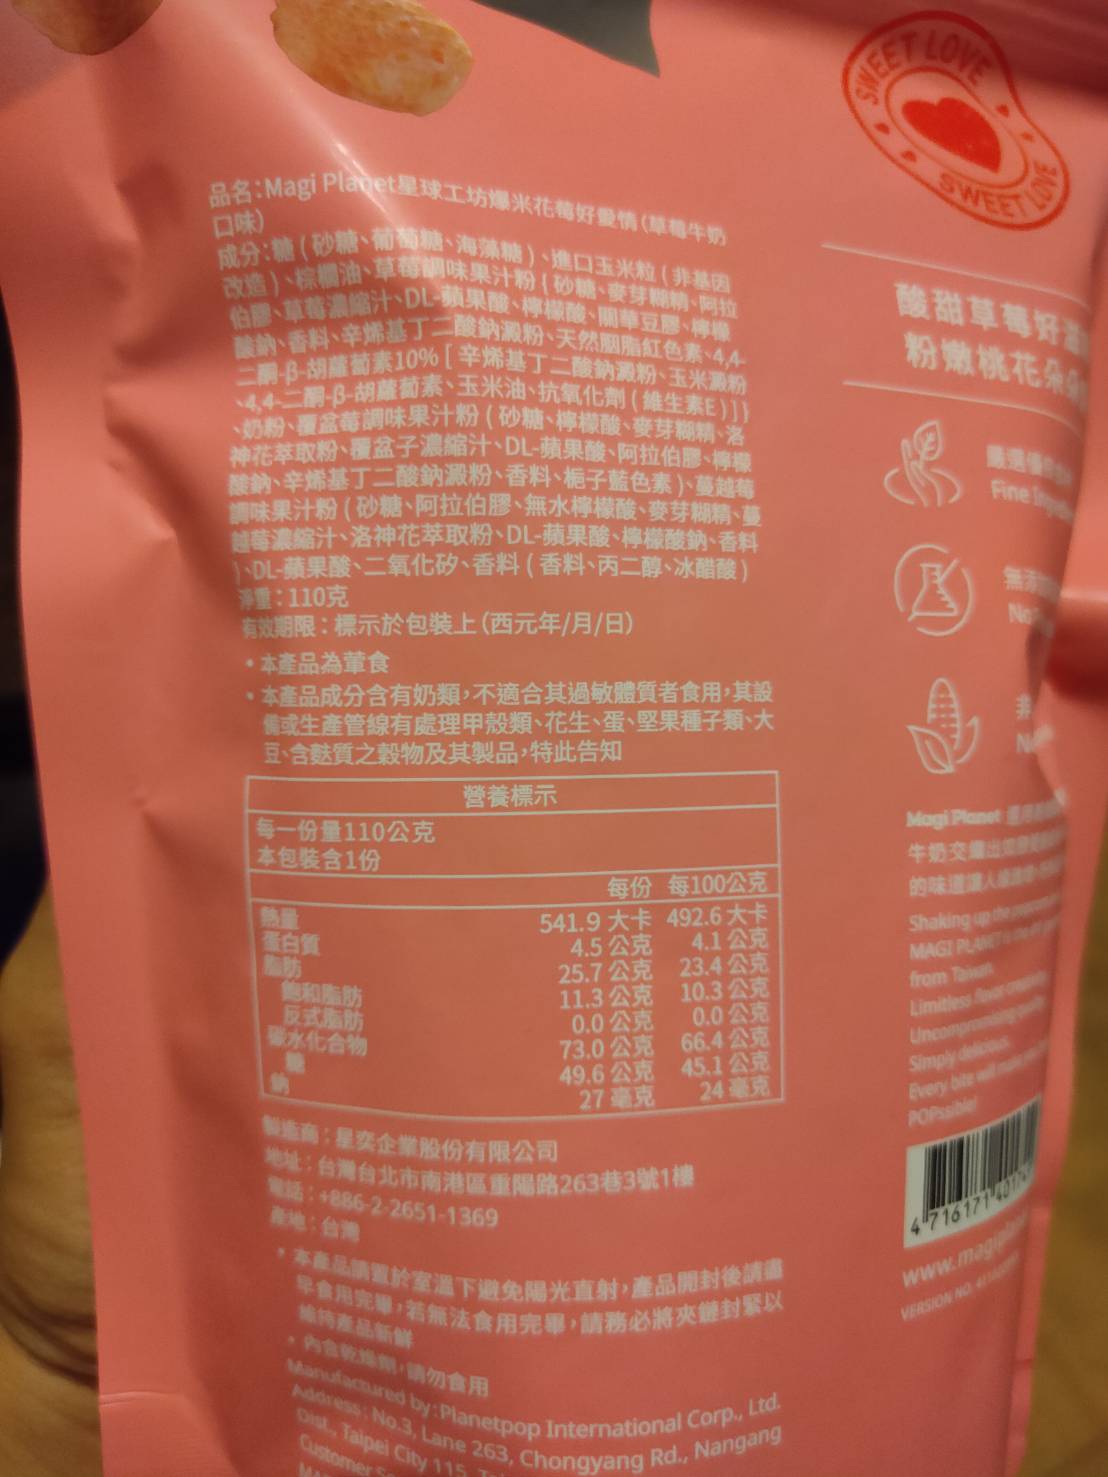 SWEET LOVE
SWEET LOVE
品名:Magi Planet星球工坊爆米花莓好愛情(草莓牛奶
口味)
成分:糖(砂糖、葡萄糖、海藻糖)、進口玉米粒(非基因
改造)、棕櫚油、草莓調味果汁粉(砂糖、麥芽糊精、阿拉
伯膠、草莓濃縮汁、DL-蘋果酸、檸檬酸、關華豆膠、檸檬
酸鈉、香料、辛烯基丁二酸鈉澱粉、天然胭脂紅色素、4,4-
二酮-β-胡蘿蔔素10%[辛烯基丁二酸鈉澱粉、玉米澱粉
、4,4-二酮-β-胡蘿蔔素、玉米油、抗氧化劑(維生素E)])
、奶粉、覆盆莓調味果汁粉(砂糖、檸檬酸、麥芽糊精、洛
神花萃取粉、覆盆子濃縮汁、DL-蘋果酸、阿拉伯膠、檸檬
酸鈉、辛烯基丁二酸鈉澱粉、香料、梔子藍色素)、蔓越莓
調味果汁粉(砂糖、阿拉伯膠、無水檸檬酸、麥芽糊精、蔓
越莓濃縮汁、洛神花萃取粉、DL-蘋果酸、檸檬酸鈉、香料
)、DL-蘋果酸、二氧化矽、香料(香料、丙二醇、冰醋酸)
淨重:110克
有效期限:標示於包裝上(西元年/月/日)
•本產品為葷食
•本產品成分含有奶類,不適合其過敏體質者食用,其設
備或生產管線有處理甲殼類、花生、蛋、堅果種子類、大
豆、含麩質之穀物及其製品,特此告知
營養標示
每一份量110公克
本包裝含1份
每份 每100公克
熱量 541.9 大卡 492.6 大卡
蛋白質 4.5 公克 4.1 公克
脂肪 25.7 公克 23.4 公克
飽和脂肪 11.3 公克 10.3 公克
反式脂肪 0.0 公克 0.0 公克
碳水化合物 73.0 公克 66.4 公克
糖 49.6 公克 45.1 公克
鈉 27 毫克 24 毫克
製造商:星奕企業股份有限公司
地址:台灣台北市南港區重陽路263巷3號1樓
電話:+886-2-2651-1369
產地:台灣
•本產品請置於室溫下避免陽光直射,產品開封後請盡
早食用完畢,若無法食用完畢,請務必將夾鏈封緊以
維持產品新鮮
•內含乾燥劑,請勿食用
Manufactured by:Planetpop International Corp., Ltd.
Address: No.3, Lane 263, Chongyang Rd., Nangang
Dist., Taipei City 115,
Customer
酸甜草莓好
粉嫩桃花朵
嚴選
Fine
無
No
非
Magi Planet
牛奶交
的味道讓人
Shaking up the
MAGI PLANET is the
from Taiwan.
Limitless flavor
Uncompromising
Simply delicious.
Every bite will
POPssible!
4 716171
www.magi
VERSION NO.